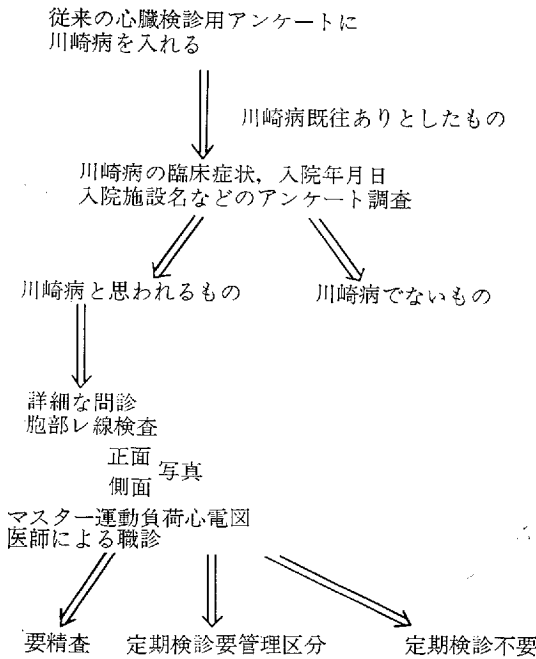 従来の心臓検診用アンケートに
川崎病を入れる
川崎病既往ありとしたもの
川崎病の臨床症状，入院年月日
入院施設名などのアンケート調査
川崎病と思われるもの
川崎病でないもの
詳細な問診
胞部レ線検査
正面
側面
写真
マスター運動負荷心電図
医師による職診
要精査
定期検診要管理区分
定期検診不要